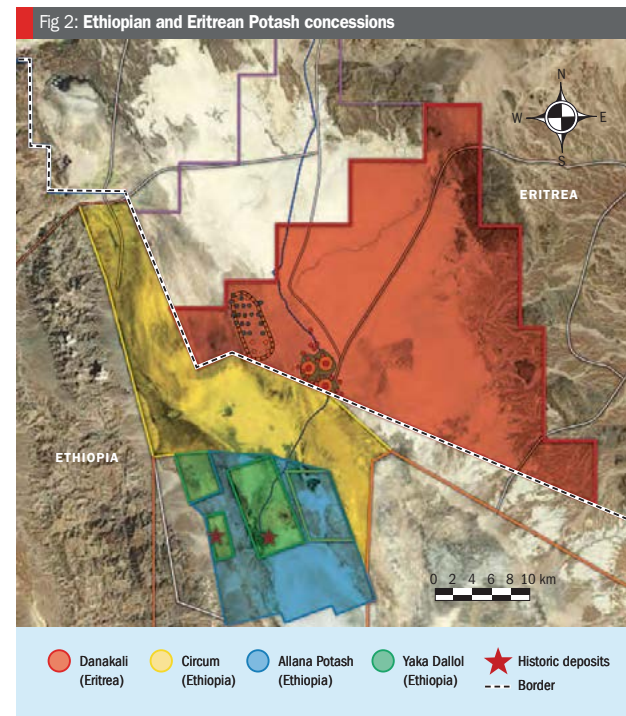 Fig 2: Ethiopian and Eritrean Potash concessions
N
W
E
S
ERITREA
ETHIOPIA
0 2 4 6 8 10 km
Danakali
(Eritrea)
Circum
(Ethiopia)
Allana Potash
(Ethiopia)
Yaka Dallol
(Ethiopia)
Historic deposits
Border